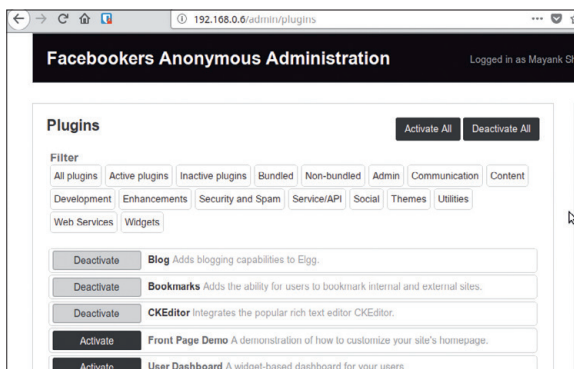 192.168.0.6/admin/plugins
Facebookers Anonymous Administration
Logged in as Mayank
Plugins
Activate All Deactivate All
Filter
All plugins Active plugins Inactive plugins Bundled Non-bundled Admin Communication Content
Development Enhancements Security and Spam Service/API Social Themes Utilities
Web Services Widgets
Deactivate Blog Adds blogging capabilities to Elgg.
Deactivate Bookmarks Adds the ability for users to bookmark internal and external sites.
Deactivate CKEditor Integrates the popular rich text editor CKEditor.
Activate Front Page Demo A demonstration of how to customize your site's homepage.
Activate User Dashboard A widget-based dashboard for your users.